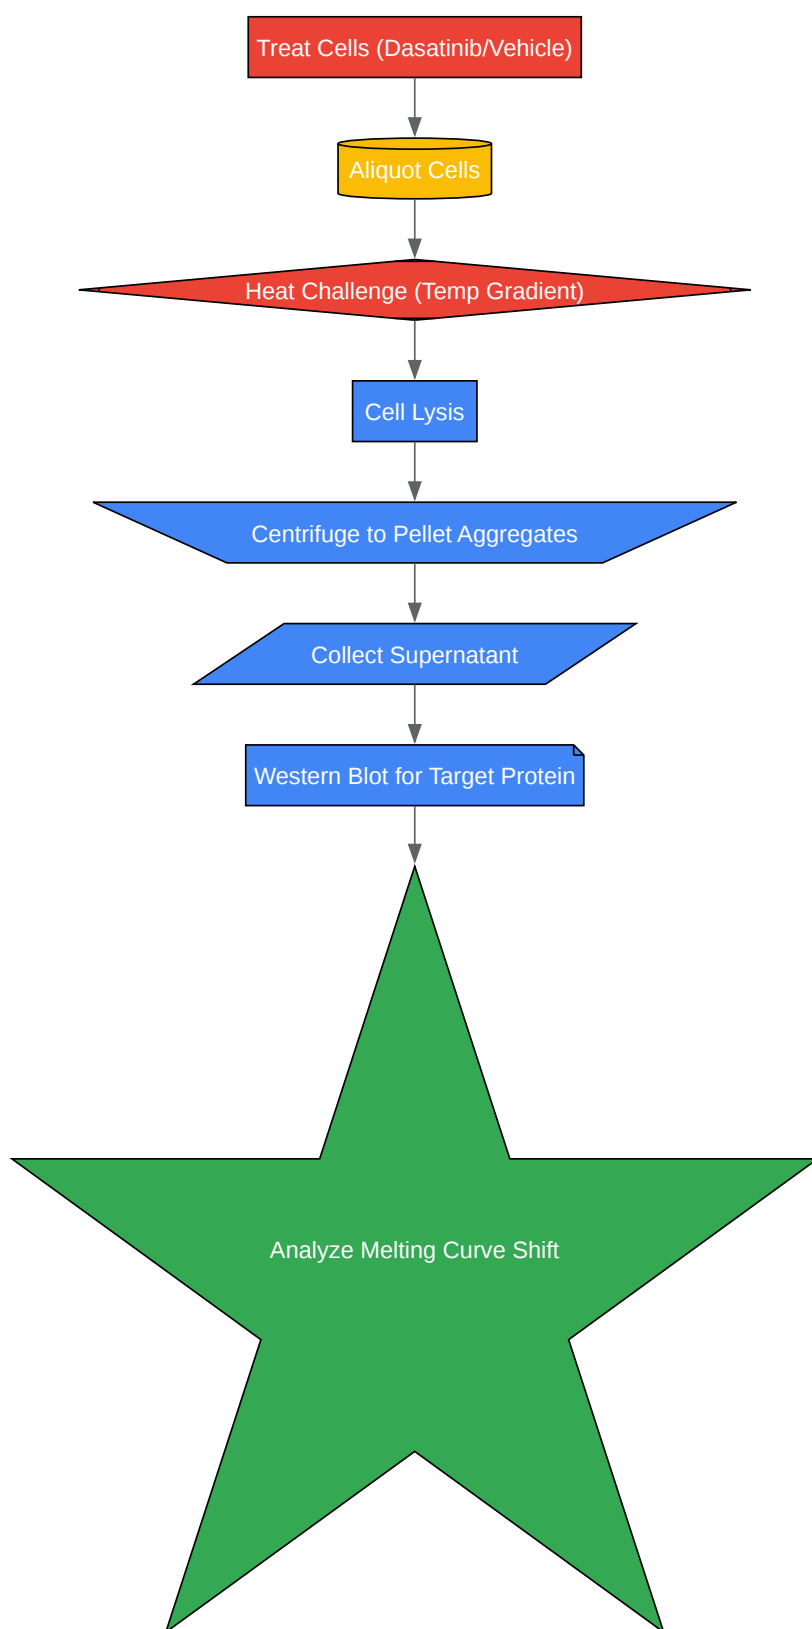 Treat Cells (Dasatinib/Vehicle)
Aliquot Cells
Heat Challenge (Temp Gradient)
Cell Lysis
Centrifuge to Pellet Aggregates
Collect Supernatant
Western Blot for Target Protein
Analyze Melting Curve Shift